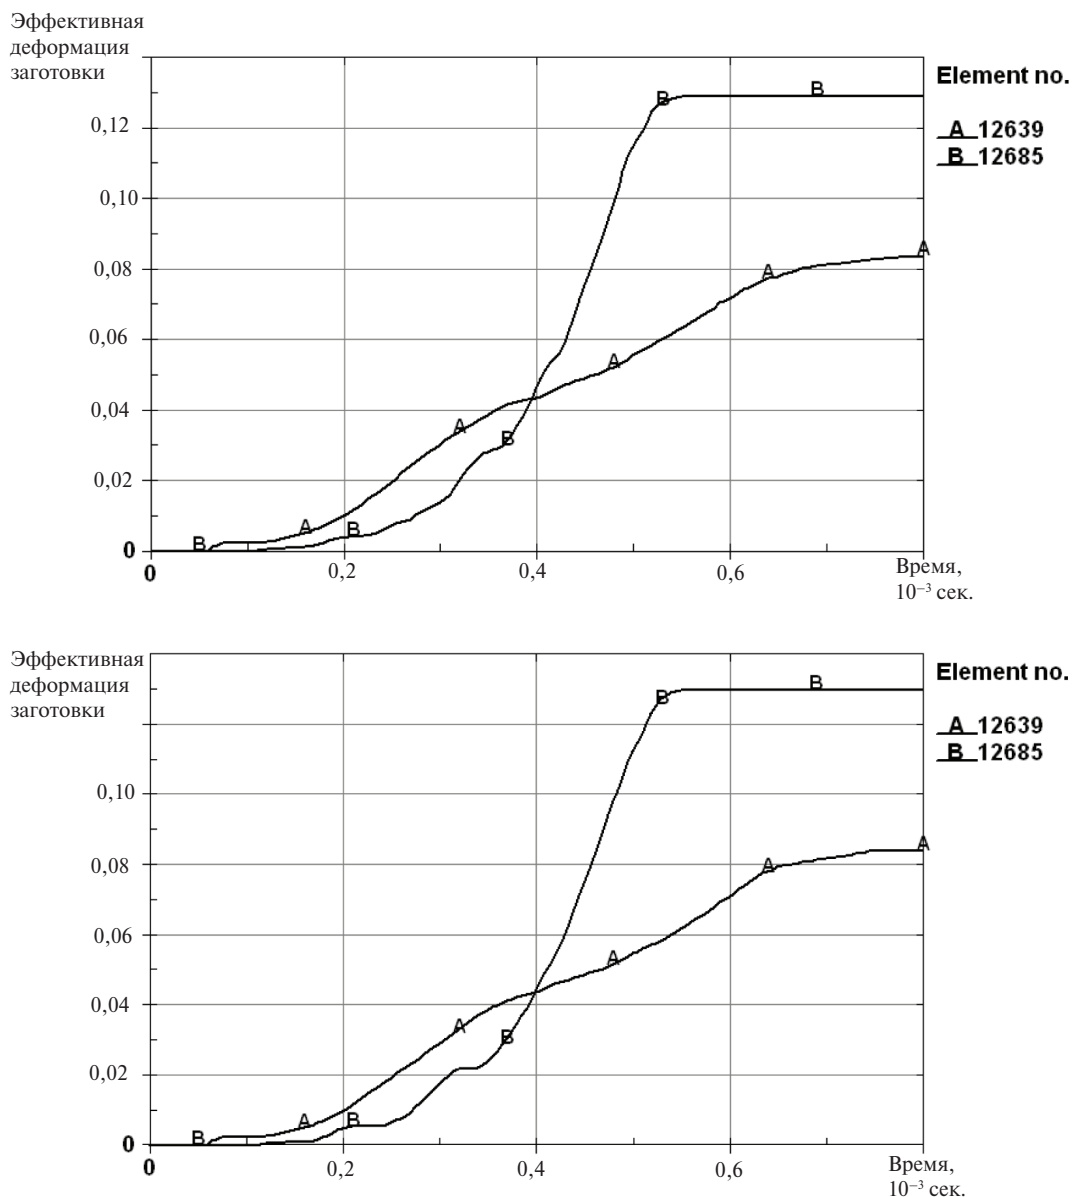 Эффективная
деформация
заготовки
Element no.
A 12639
B 12685
0,12
0,10
0,08
0,06
0,04
0,02
0
B
A
B
A
B
A
B
A
B
A
0
0,2
0,4
0,6
Время,
10⁻³ сек.
Эффективная
деформация
заготовки
Element no.
A 12639
B 12685
0,10
0,08
0,06
0,04
0,02
0
B
A
B
A
B
A
B
A
B
A
0
0,2
0,4
0,6
Время,
10⁻³ сек.